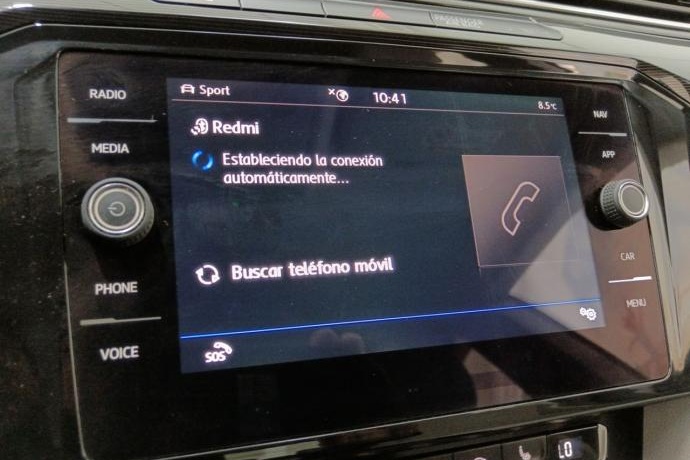 PASSENGER
RADIO
MEDIA
PHONE
VOICE
Sport
10:41
8.5°C
Redmi
Estableciendo la conexión
automáticamente...
Buscar teléfono móvil
SOS
NAV
APP
CAR
MENU
LO